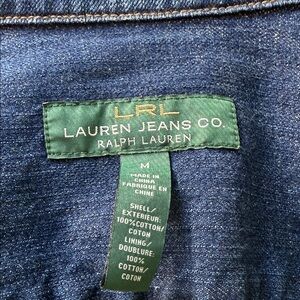 LRL
LAUREN JEANS CO.
RALPH LAUREN
M
MADE IN
CHINA
FABRIQUE EN
CHINE
SHELL/
EXTERIEUR:
100%COTTON/
COTON
LINING/
DOUBLURE:
100%
COTTON/
COTON